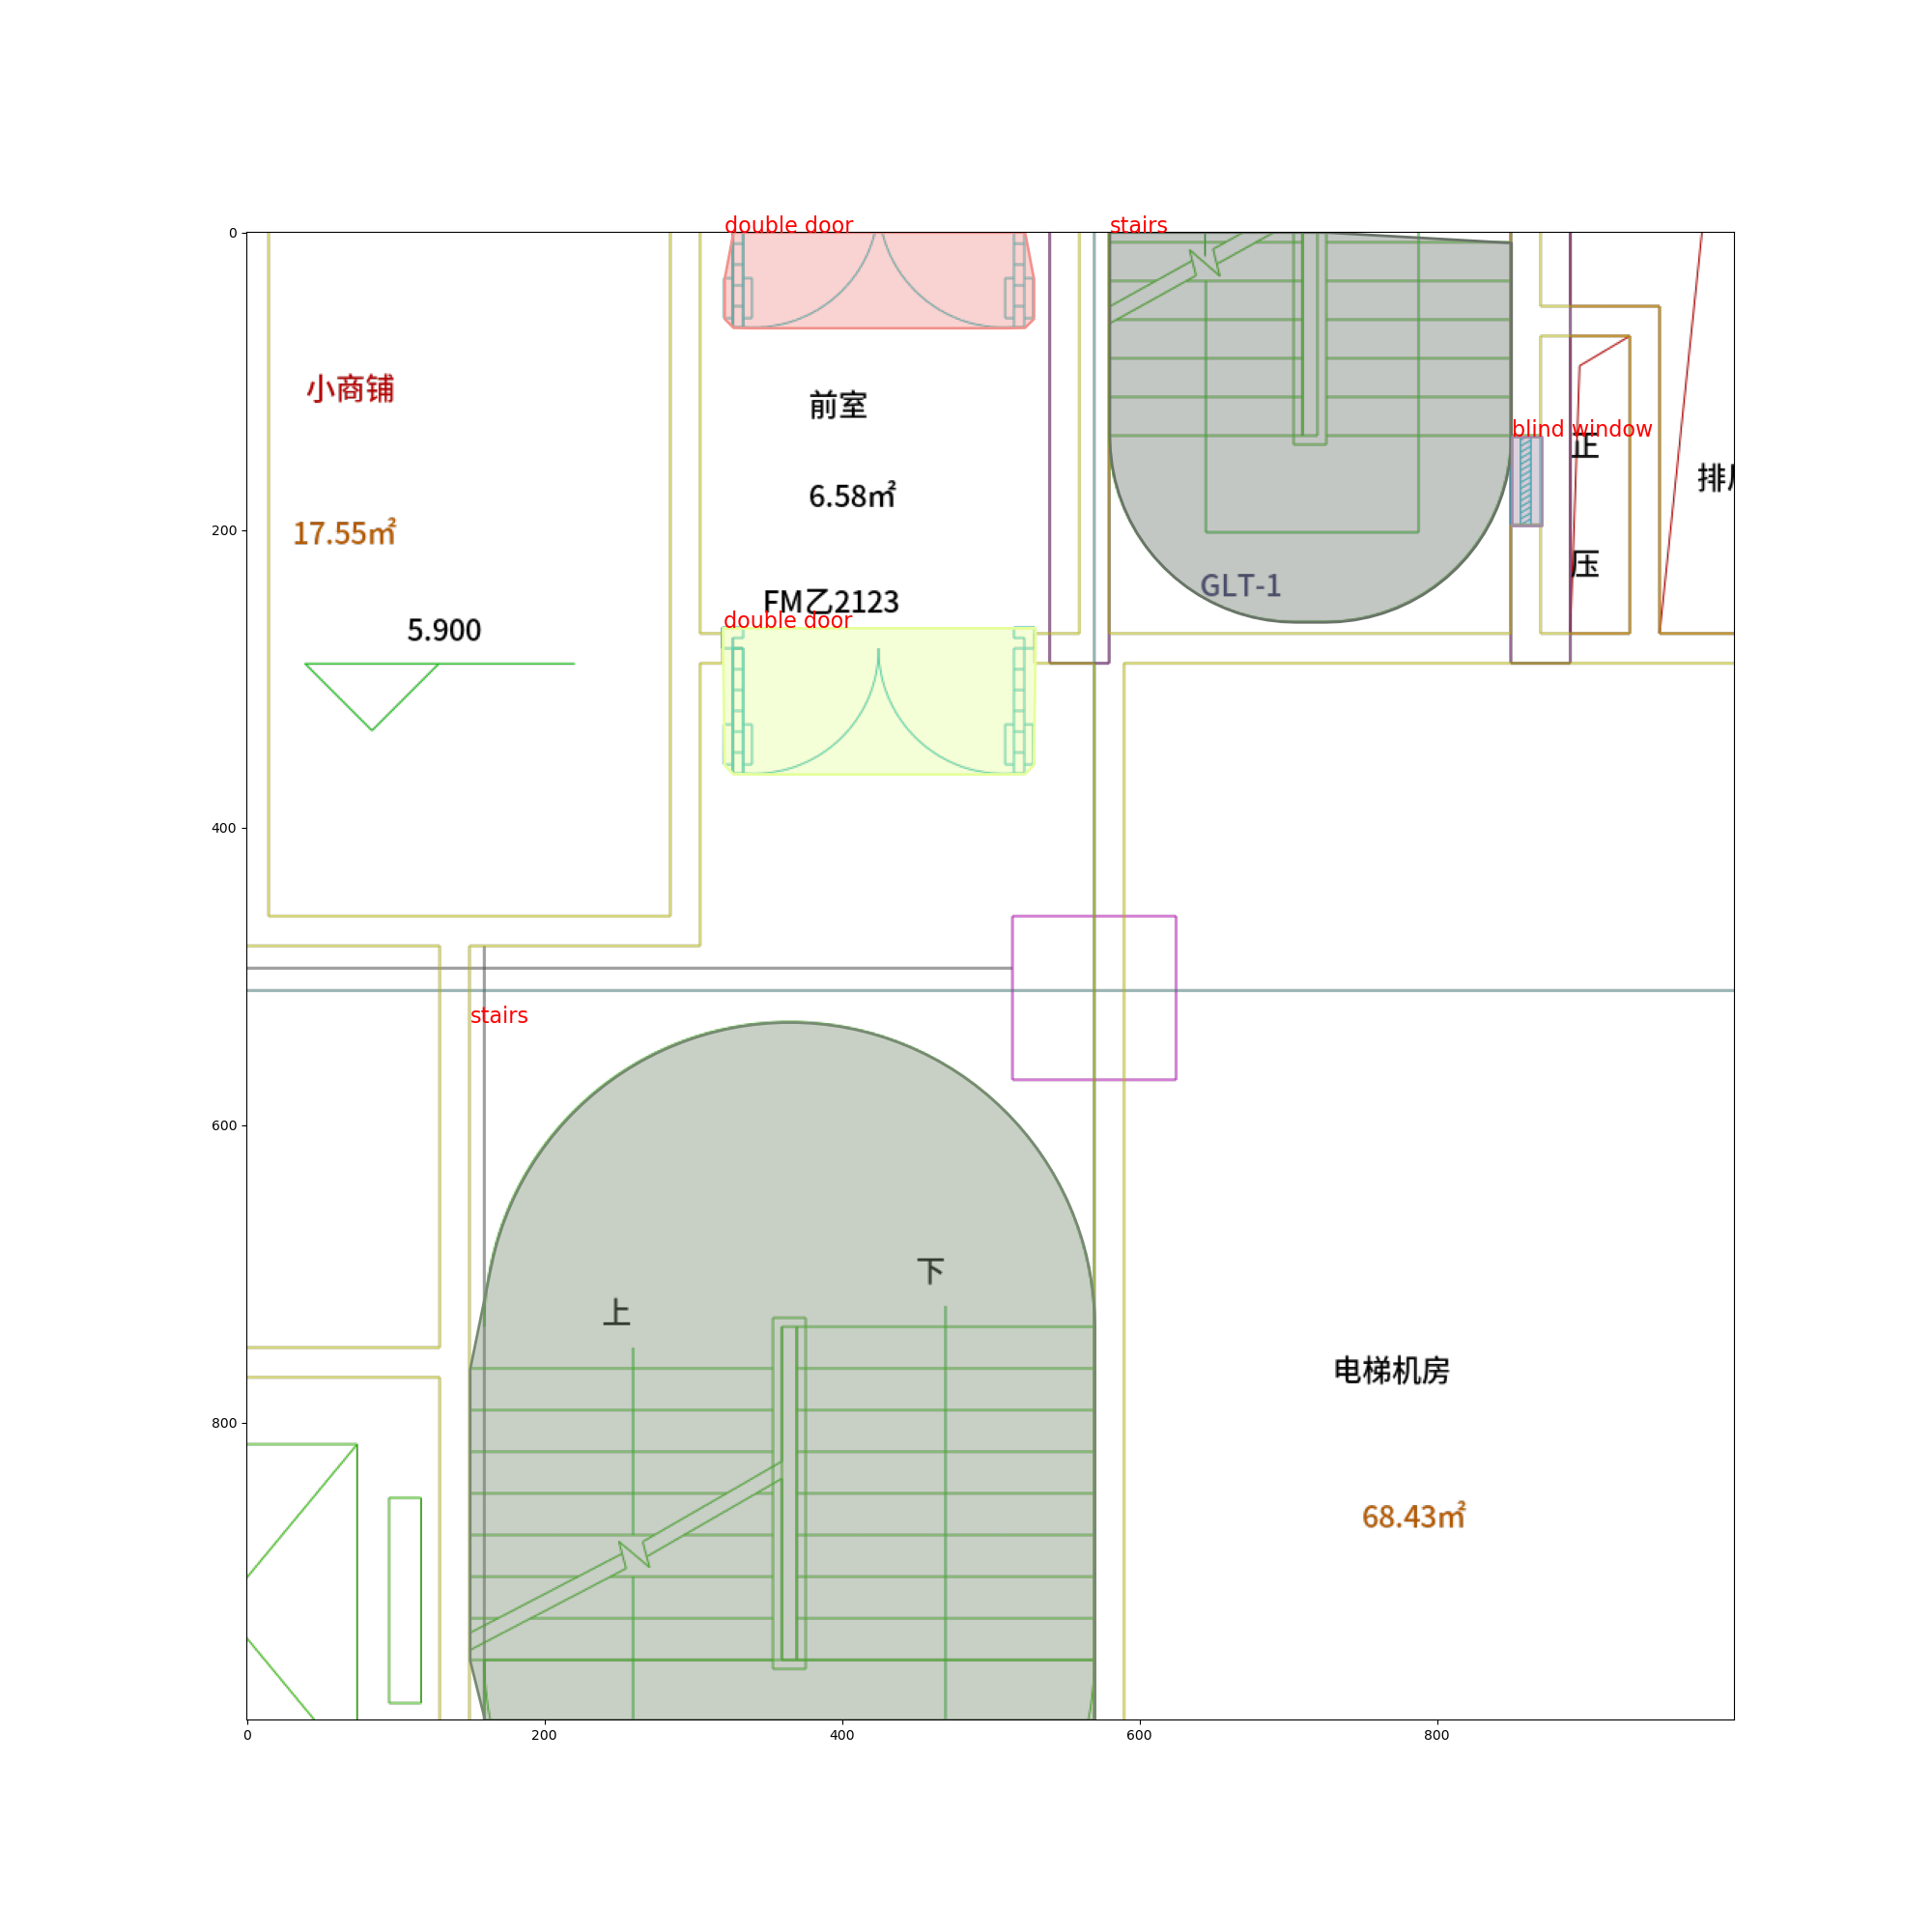 double door
stairs
0
小商铺
前室
blind window
正
排
6.58㎡
17.55㎡
200
压
GLT-1
FM乙2123
double door
5.900
400
stairs
600
下
上
电梯机房
800
68.43㎡
0
200
400
600
800